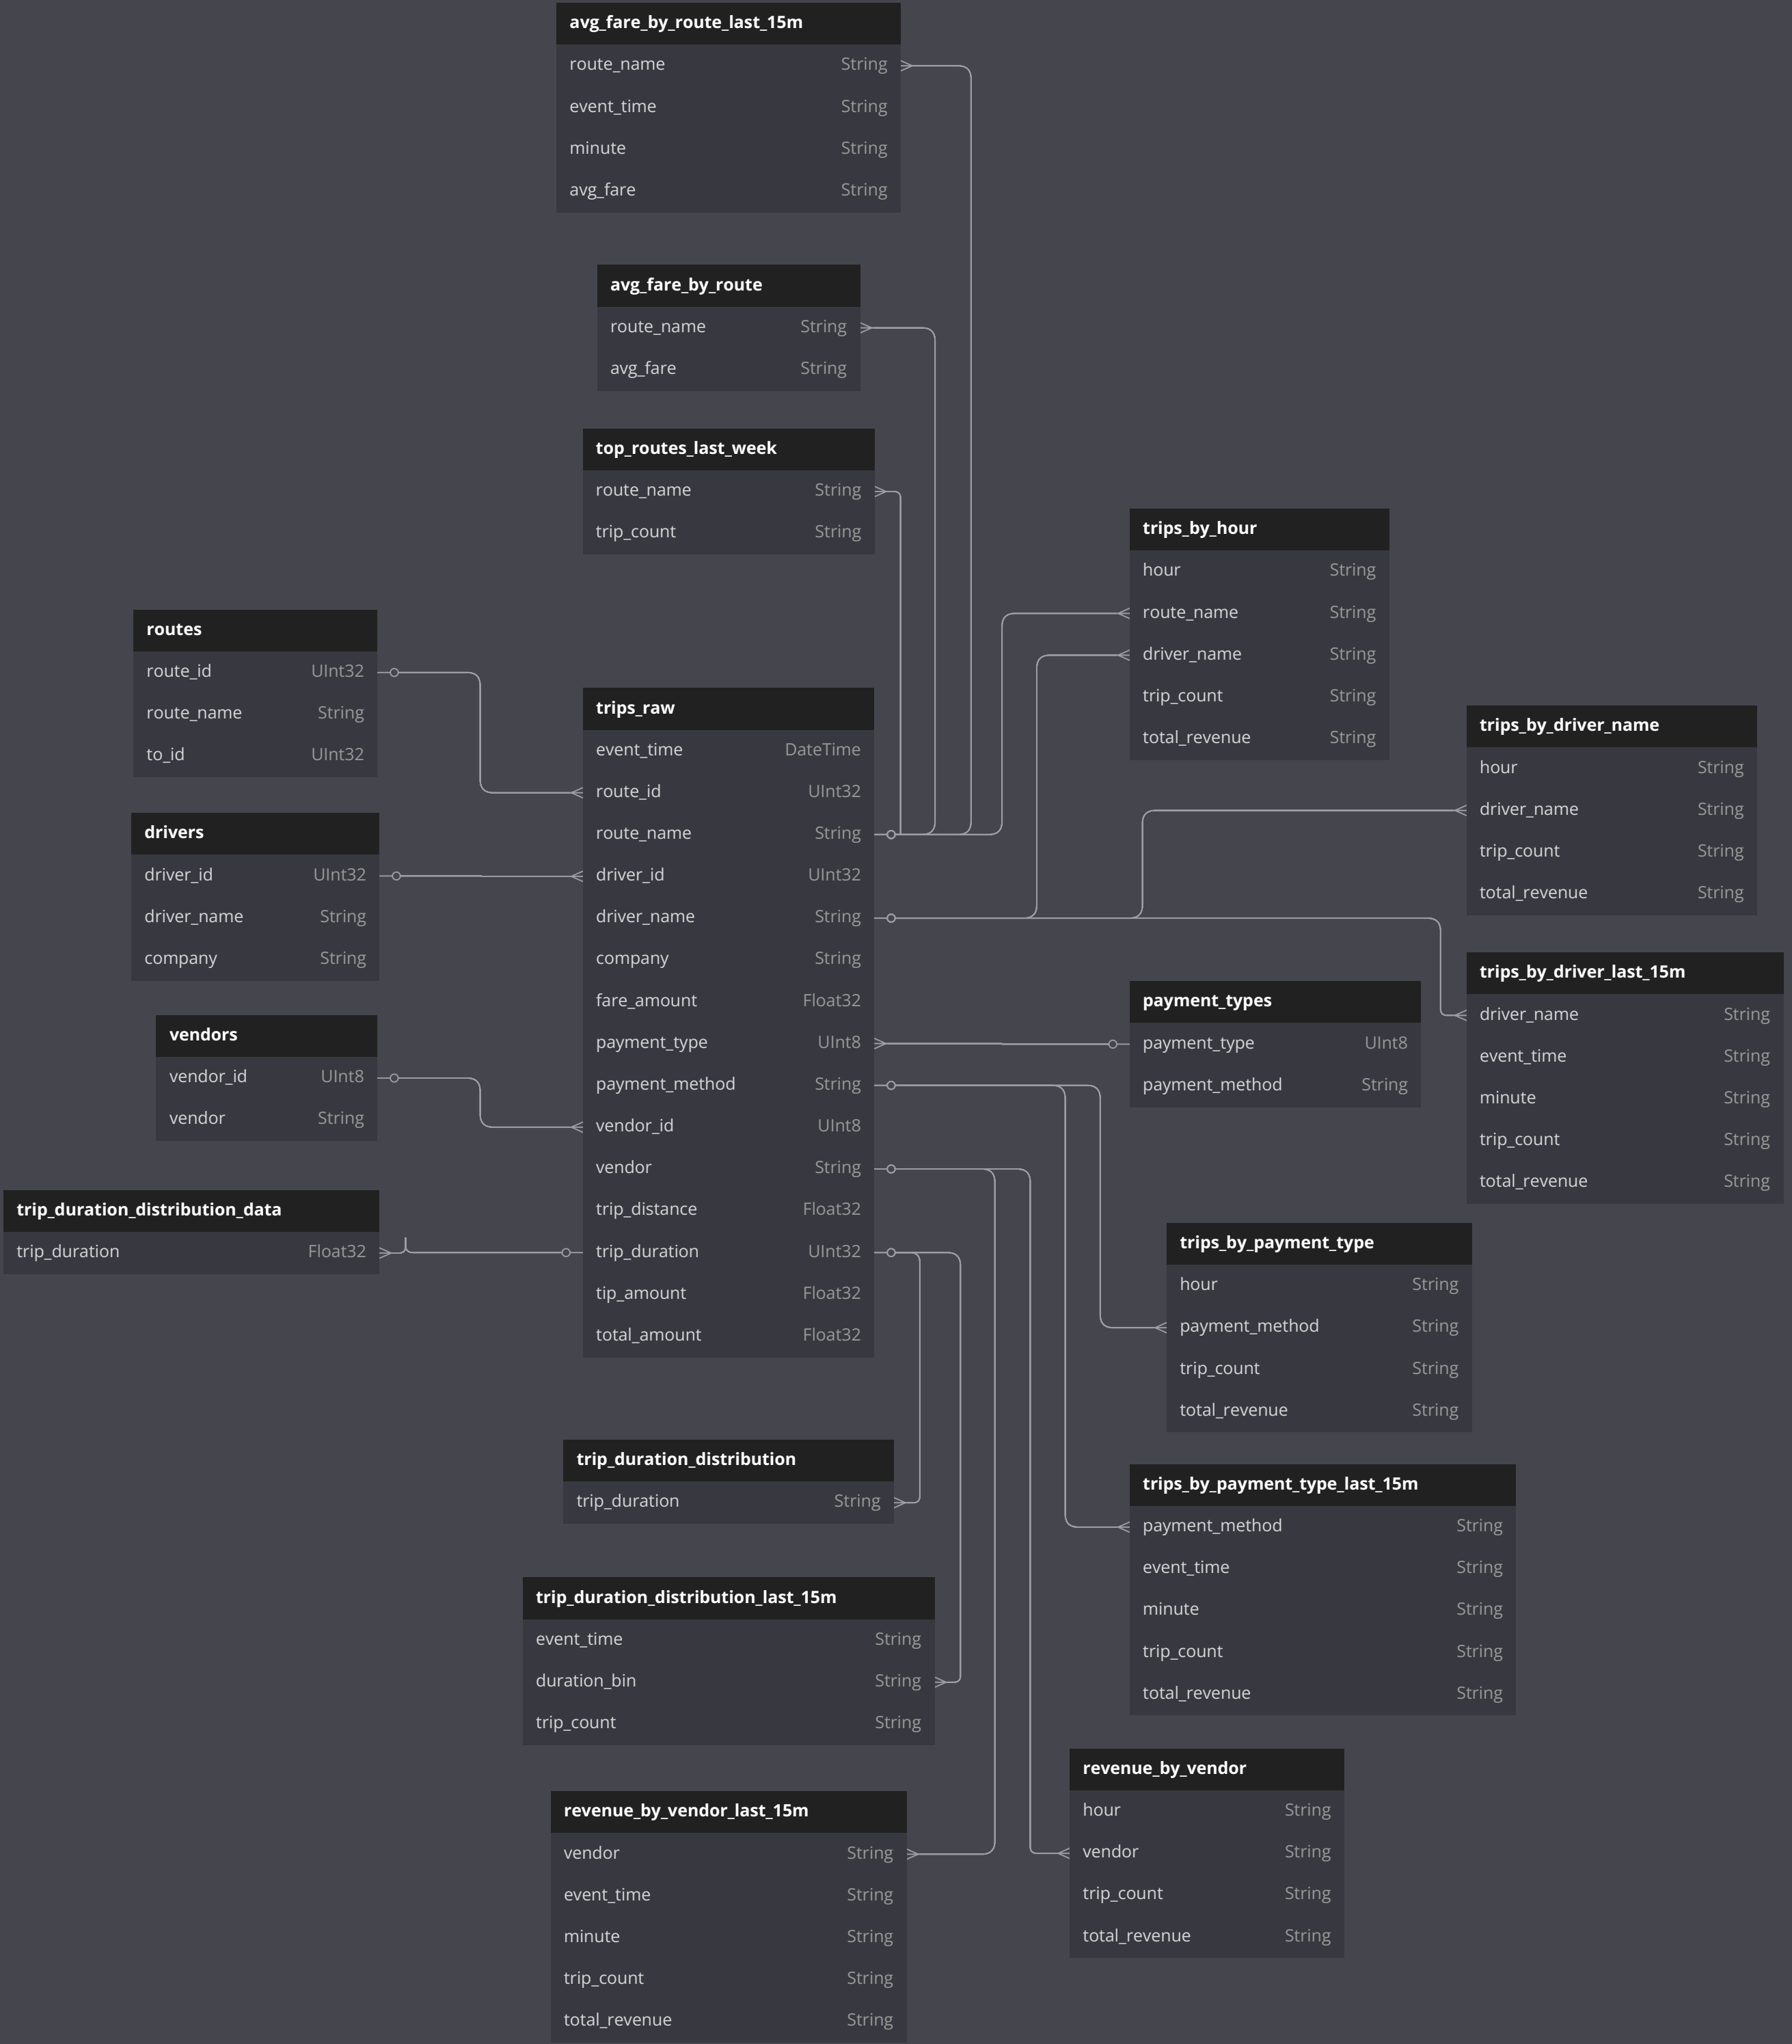 avg_fare_by_route_last_15m
route_name String
event_time String
minute String
avg_fare String
avg_fare_by_route
route_name String
avg_fare String
top_routes_last_week
route_name String
trip_count String
trips_by_hour
hour String
route_name String
driver_name String
trip_count String
total_revenue String
routes
route_id UInt32
route_name String
to_id UInt32
drivers
driver_id UInt32
driver_name String
company String
vendors
vendor_id UInt8
vendor String
trip_duration_distribution_data
trip_duration Float32
trips_raw
event_time DateTime
route_id UInt32
route_name String
driver_id UInt32
driver_name String
company String
fare_amount Float32
payment_type UInt8
payment_method String
vendor_id UInt8
vendor String
trip_distance Float32
trip_duration UInt32
tip_amount Float32
total_amount Float32
trips_by_driver_name
hour String
driver_name String
trip_count String
total_revenue String
trips_by_driver_last_15m
driver_name String
event_time String
minute String
trip_count String
total_revenue String
payment_types
payment_type UInt8
payment_method String
trips_by_payment_type
hour String
payment_method String
trip_count String
total_revenue String
trips_by_payment_type_last_15m
payment_method String
event_time String
minute String
trip_count String
total_revenue String
trip_duration_distribution
trip_duration String
trip_duration_distribution_last_15m
event_time String
duration_bin String
trip_count String
revenue_by_vendor_last_15m
vendor String
event_time String
minute String
trip_count String
total_revenue String
revenue_by_vendor
hour String
vendor String
trip_count String
total_revenue String